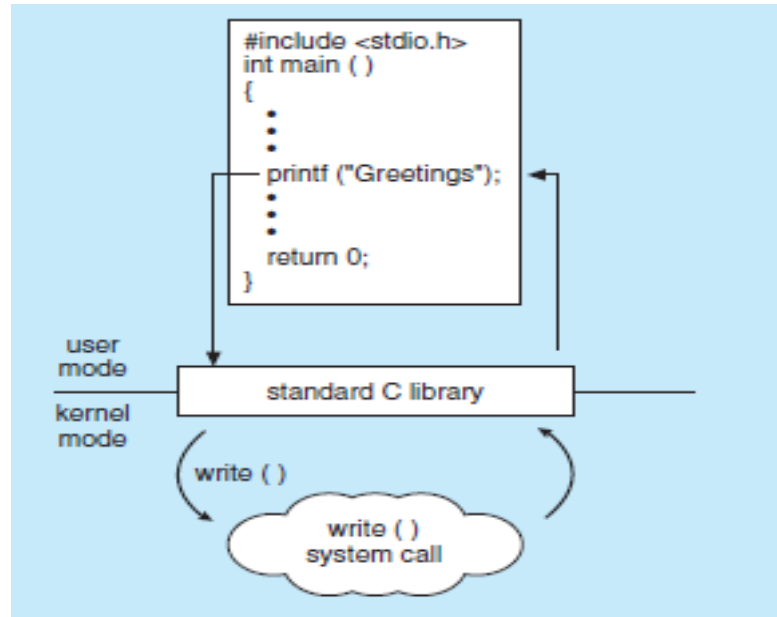 #include <stdio.h>
int main ( )
{
•
•
•
printf ("Greetings");
•
•
•
return 0;
}
user
mode
standard C library
kernel
mode
write ( )
write ( )
system call